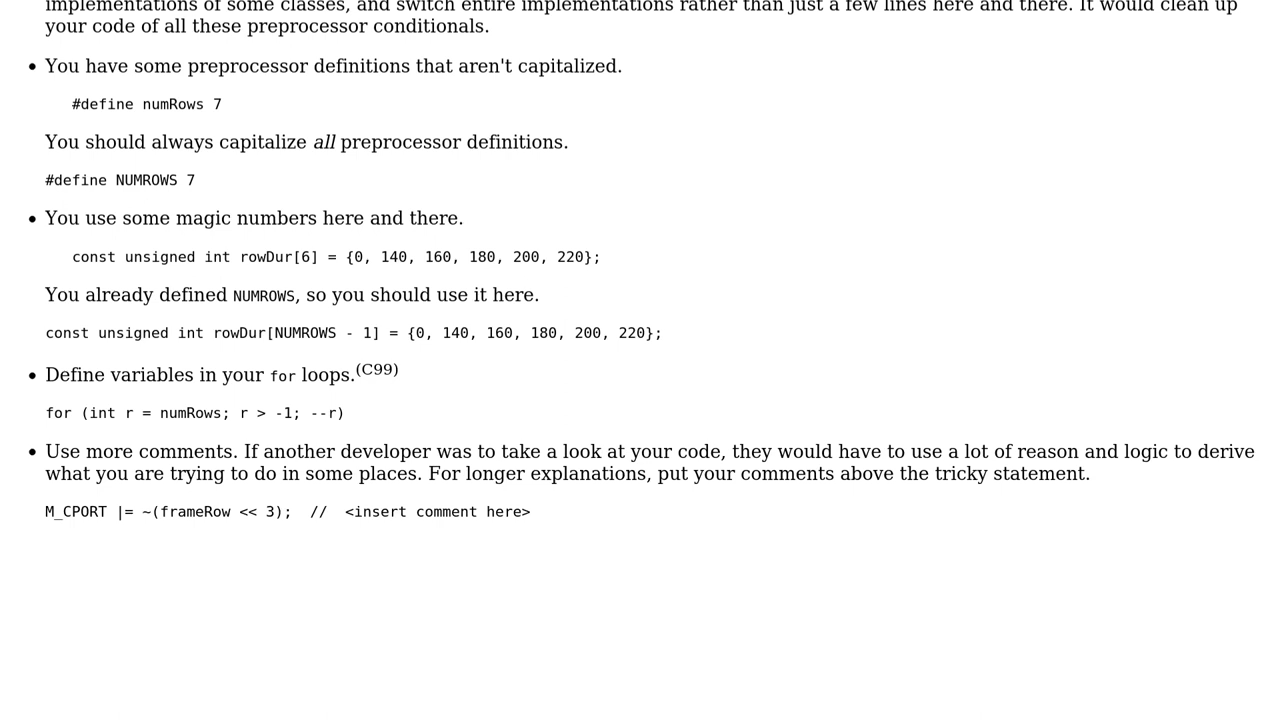 implementations of some classes, and switch entire implementations rather than just a few lines here and there. It would clean up
your code of all these preprocessor conditionals.
• You have some preprocessor definitions that aren't capitalized.
#define numRows 7
You should always capitalize all preprocessor definitions.
#define NUMROWS 7
• You use some magic numbers here and there.
const unsigned int rowDur[6] = {0, 140, 160, 180, 200, 220};
You already defined NUMROWS, so you should use it here.
const unsigned int rowDur[NUMROWS - 1] = {0, 140, 160, 180, 200, 220};
• Define variables in your for loops.(C99)
for (int r = numRows; r > -1; --r)
• Use more comments. If another developer was to take a look at your code, they would have to use a lot of reason and logic to derive
what you are trying to do in some places. For longer explanations, put your comments above the tricky statement.
M_CPORT |= ~(frameRow << 3);  //  <insert comment here>